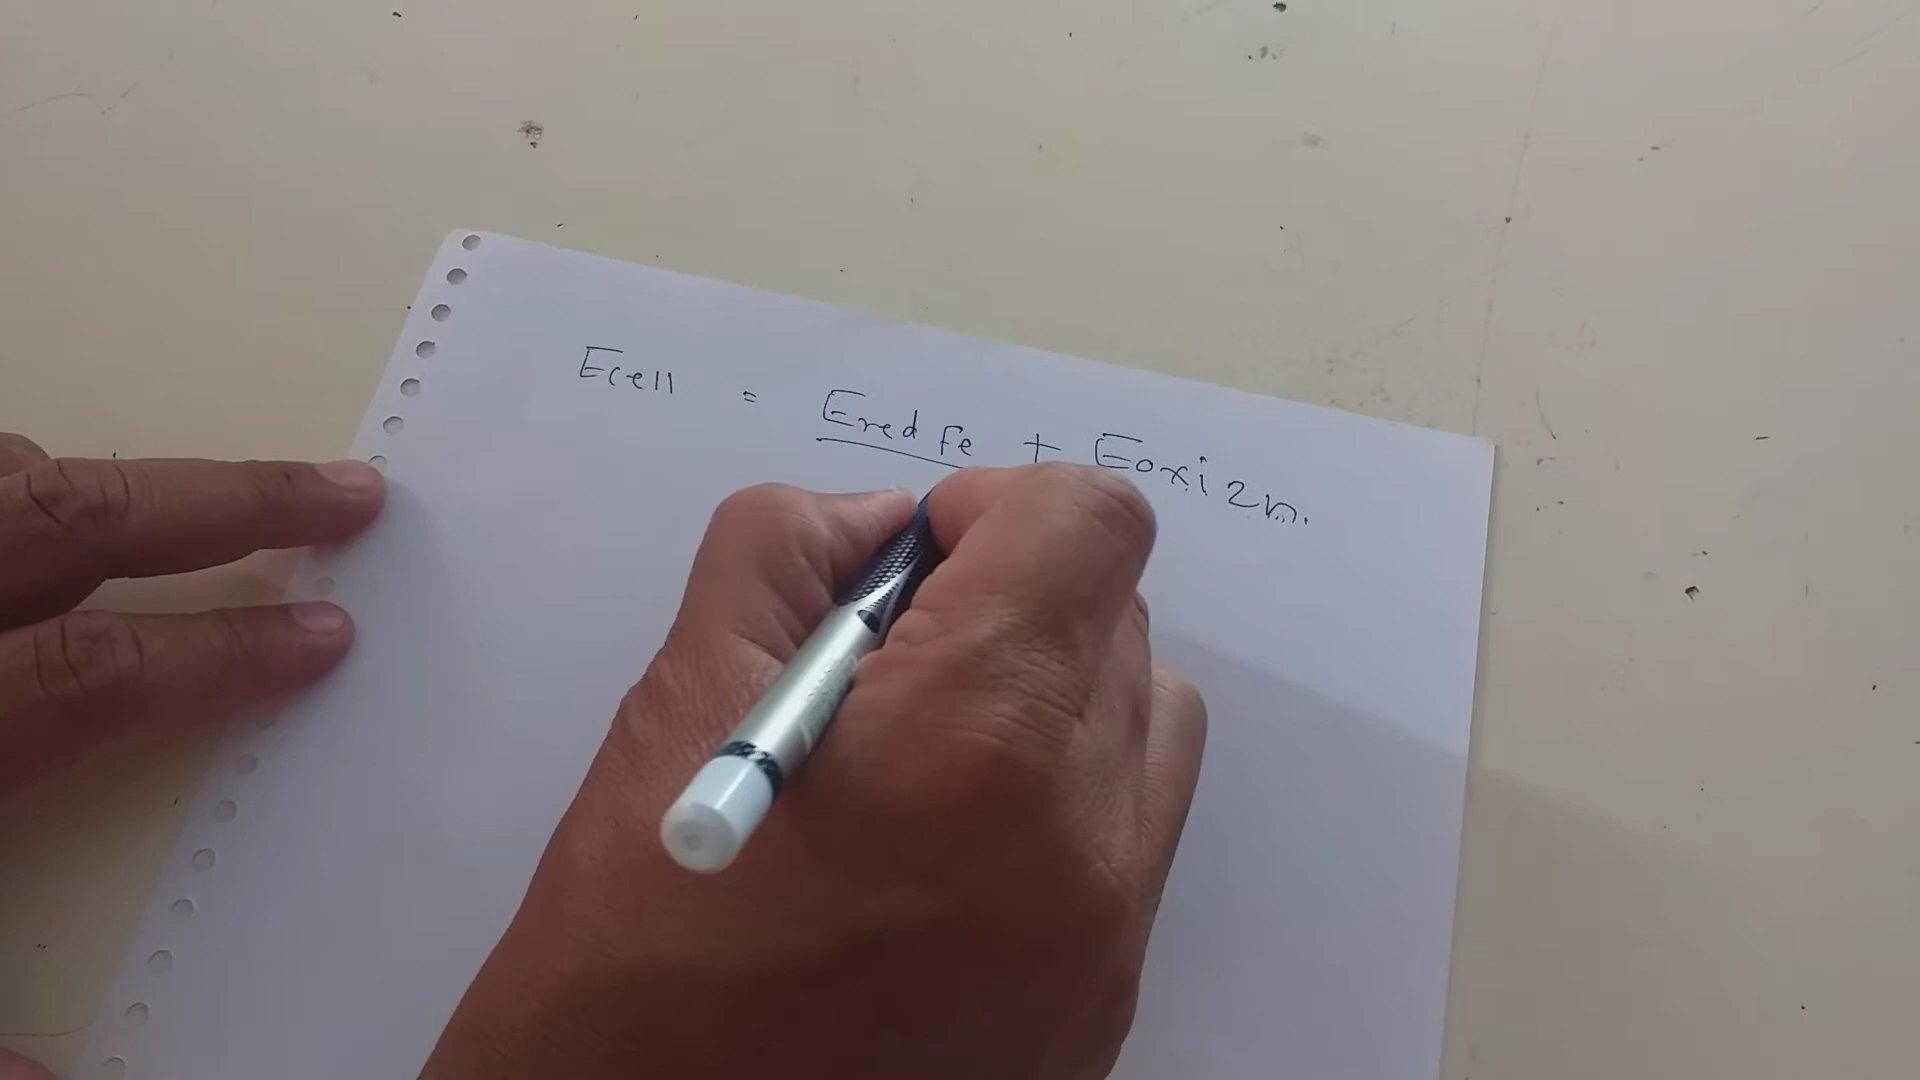 Ecell = Ered Fe + Eoxi Zn.